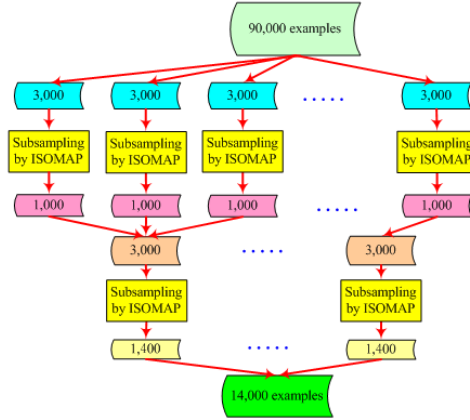 90,000 examples
3,000
3,000
3,000
.....
3,000
Subsampling
by ISOMAP
Subsampling
by ISOMAP
Subsampling
by ISOMAP
Subsampling
by ISOMAP
1,000
1,000
1,000
.....
1,000
3,000
.....
3,000
Subsampling
by ISOMAP
Subsampling
by ISOMAP
1,400
.....
1,400
14,000 examples